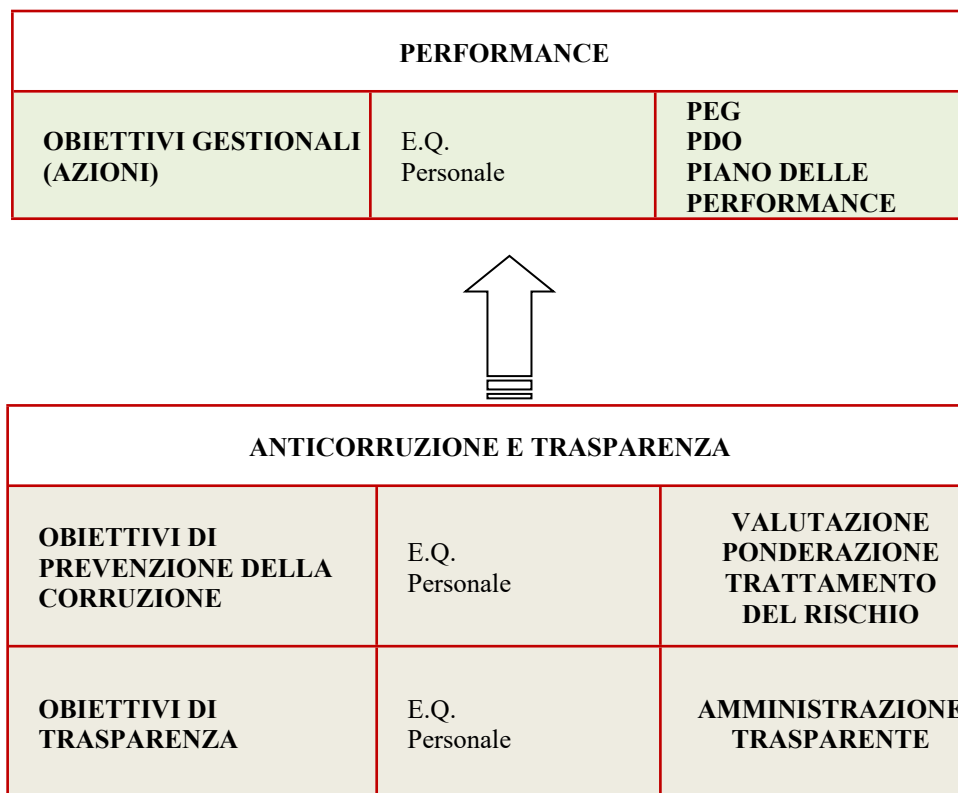 PERFORMANCE
OBIETTIVI GESTIONALI
(AZIONI)
E.Q.
Personale
PEG
PDO
PIANO DELLE
PERFORMANCE
ANTICORRUZIONE E TRASPARENZA
OBIETTIVI DI
PREVENZIONE DELLA
CORRUZIONE
E.Q.
Personale
VALUTAZIONE
PONDERAZIONE
TRATTAMENTO
DEL RISCHIO
OBIETTIVI DI
TRASPARENZA
E.Q.
Personale
AMMINISTRAZIONE
TRASPARENTE